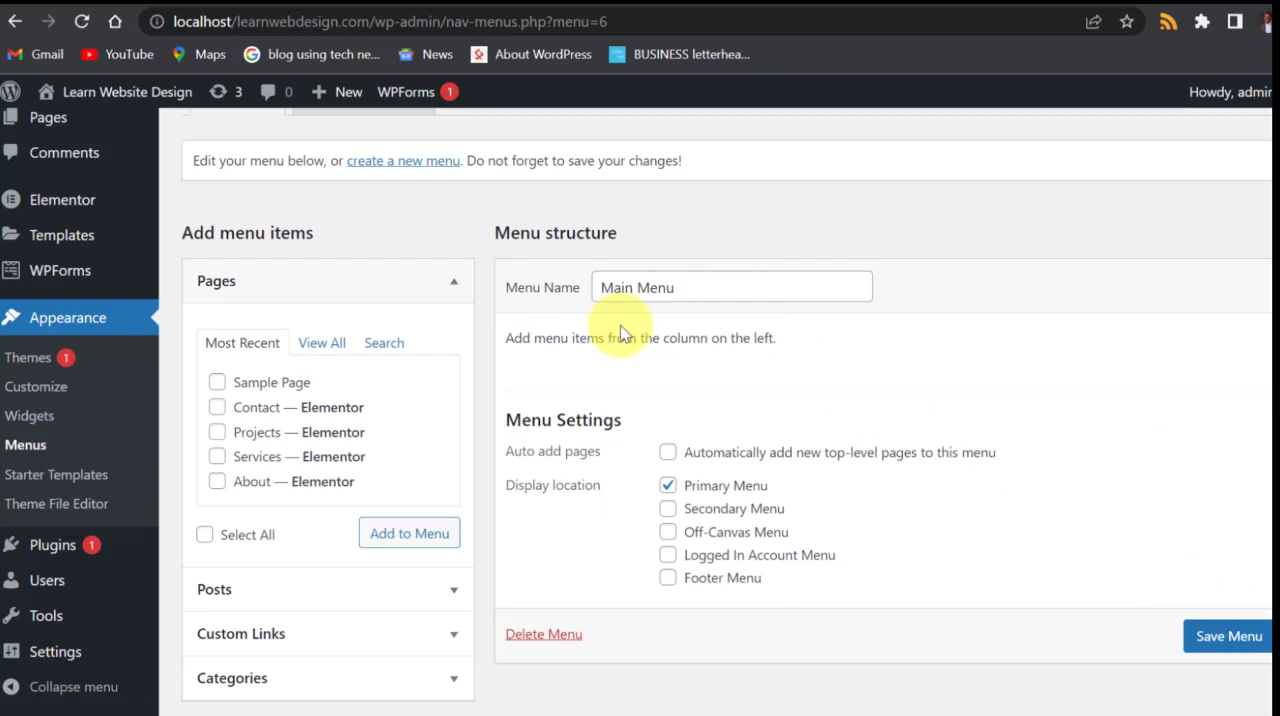 localhost/learnwebdesign.com/wp-admin/nav-menus.php?menu=6
Gmail YouTube Maps blog using tech ne... News About WordPress BUSINESS letterhea...
Learn Website Design 3 0 New WPForms 1 Howdy, admin
Pages
Comments
Elementor
Templates
WPForms
Appearance
Themes 1
Customize
Widgets
Menus
Starter Templates
Theme File Editor
Plugins 1
Users
Tools
Settings
Collapse menu
Edit your menu below, or create a new menu. Do not forget to save your changes!
Add menu items
Pages
Most Recent View All Search
Sample Page
Contact — Elementor
Projects — Elementor
Services — Elementor
About — Elementor
Select All Add to Menu
Posts
Custom Links
Categories
Menu structure
Menu Name Main Menu
Add menu items from the column on the left.
Menu Settings
Auto add pages Automatically add new top-level pages to this menu
Display location Primary Menu
Secondary Menu
Off-Canvas Menu
Logged In Account Menu
Footer Menu
Delete Menu Save Menu